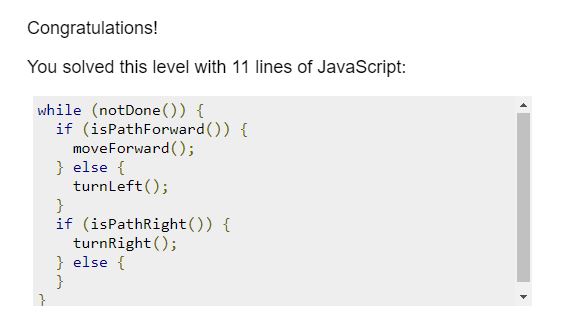 Congratulations!
You solved this level with 11 lines of JavaScript:
while (notDone()) {
  if (isPathForward()) {
    moveForward();
  } else {
    turnLeft();
  }
  if (isPathRight()) {
    turnRight();
  } else {
  }
}